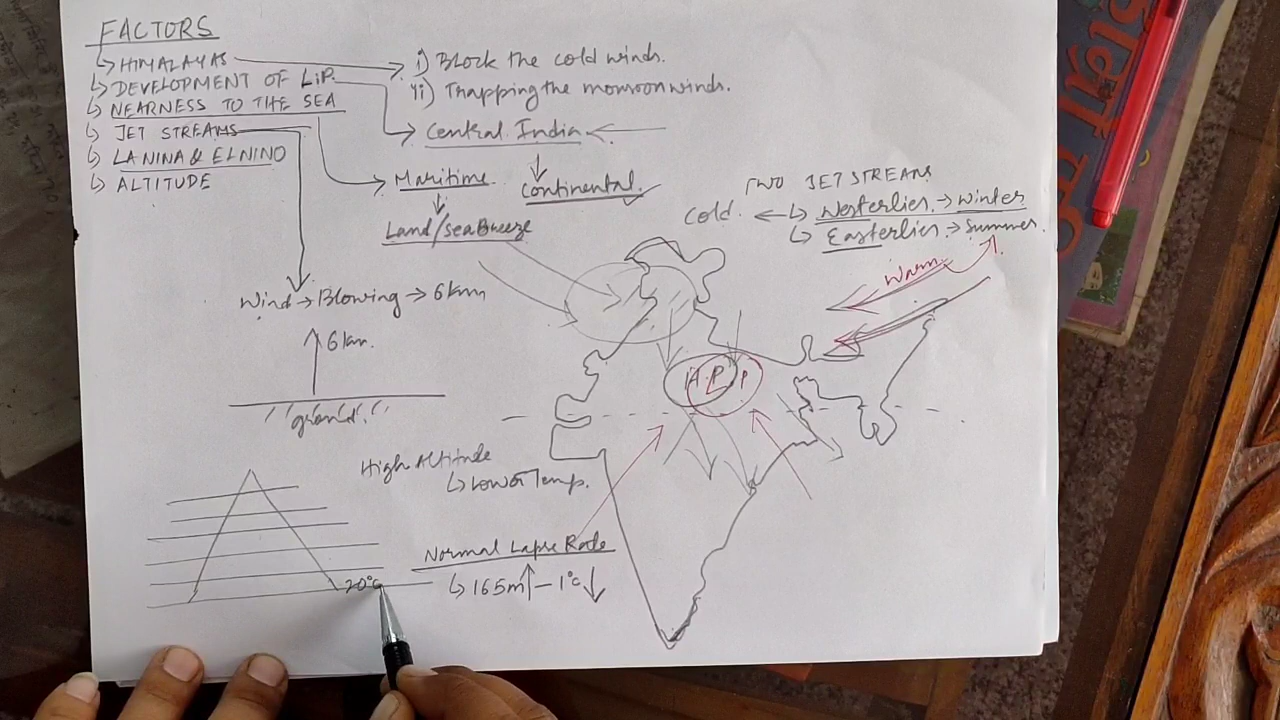 FACTORS
↳ HIMALAYAS
↳ DEVELOPMENT OF LiP.
↳ NEARNESS TO THE SEA
↳ JET STREAMS
↳ LANINA & ELNINO
↳ ALTITUDE
i) Block the cold winds.
ii) Trapping the monsoon winds.
Central India
Continental.
Maritime
Land/sea Breeze
TWO JET STREAMS
Cold. ← ↳ Westerlies. → Winter
↳ Easterlies. → Summer.
Warm
Wind → Blowing → 6km
6 km.
ground.
High Altitude
↳ Lower Temp.
Normal Lapse Rate
↳ 165m ↑ — 1°c ↓
20°c